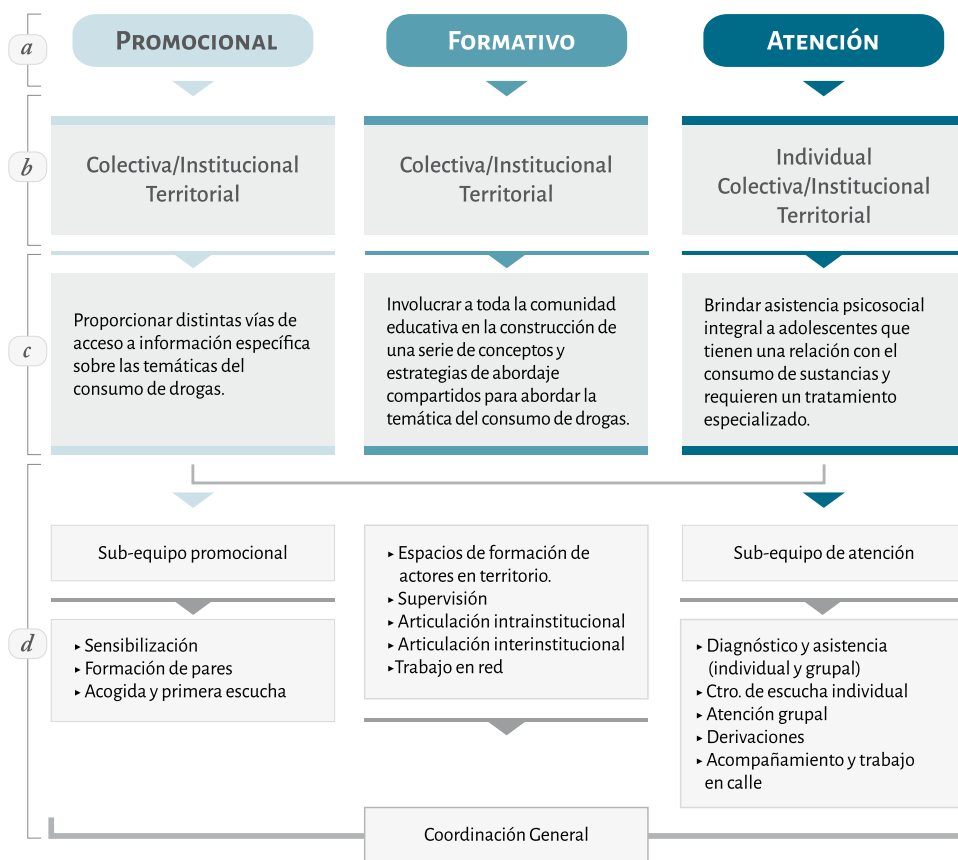 a
PROMOCIONAL
FORMATIVO
ATENCIÓN
b
Colectiva/Institucional
Territorial
Colectiva/Institucional
Territorial
Individual
Colectiva/Institucional
Territorial
c
Proporcionar distintas vías de
acceso a información específica
sobre las temáticas del
consumo de drogas.
Involucrar a toda la comunidad
educativa en la construcción de
una serie de conceptos y
estrategias de abordaje
compartidos para abordar la
temática del consumo de drogas.
Brindar asistencia psicosocial
integral a adolescentes que
tienen una relación con el
consumo de sustancias y
requieren un tratamiento
especializado.
d
Sub-equipo promocional
▸ Sensibilización
▸ Formación de pares
▸ Acogida y primera escucha
▸ Espacios de formación de
actores en territorio.
▸ Supervisión
▸ Articulación intrainstitucional
▸ Articulación interinstitucional
▸Trabajo en red
Sub-equipo de atención
▸ Diagnóstico y asistencia
(individual y grupal)
▸ Ctro. de escucha individual
▸ Atención grupal
▸ Derivaciones
▸ Acompañamiento y trabajo
en calle
Coordinación General